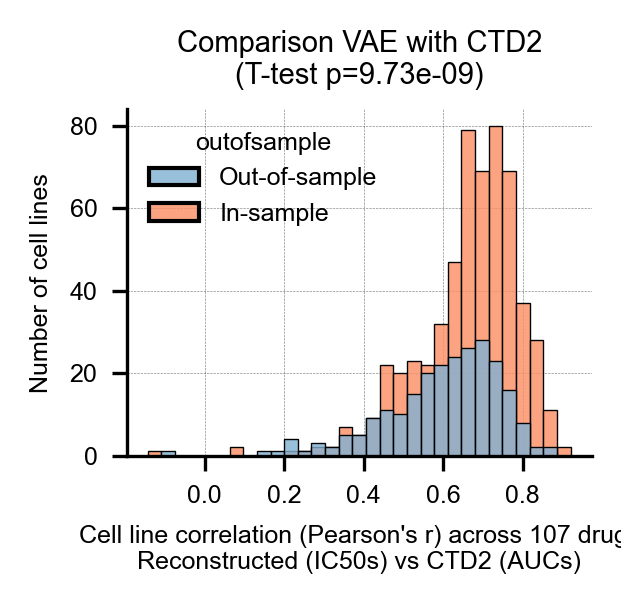 Comparison VAE with CTD2
(T-test p=9.73e-09)
outofsample
Out-of-sample
In-sample
Number of cell lines
80
60
40
20
0
0.0 0.2 0.4 0.6 0.8
Cell line correlation (Pearson's r) across 107 drug
Reconstructed (IC50s) vs CTD2 (AUCs)